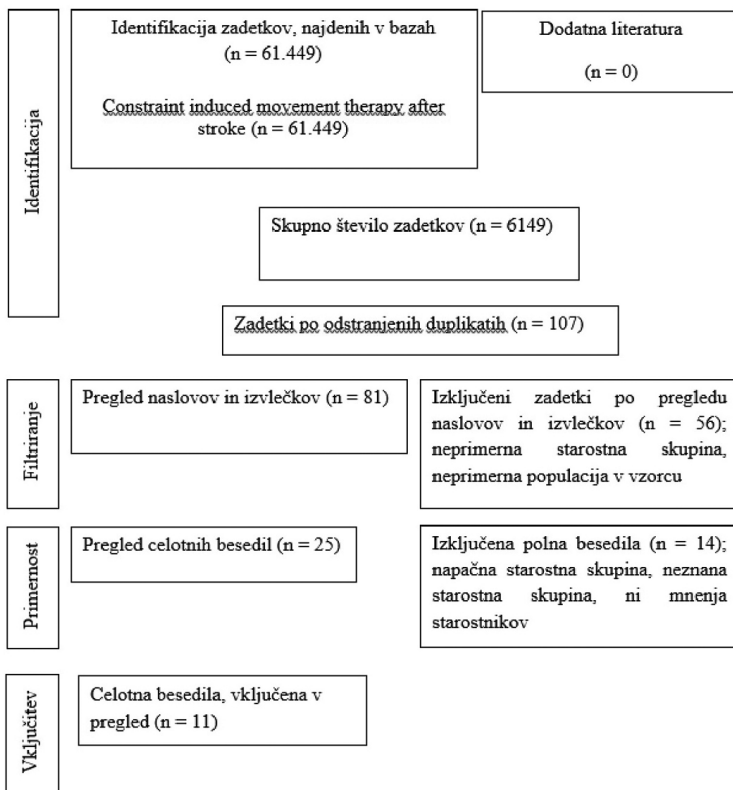 Identifikacija
Identifikacija zadetkov, najdenih v bazah
(n = 61.449)
Constraint induced movement therapy after
stroke (n = 61.449)
Dodatna literatura
(n = 0)
Skupno število zadetkov (n = 6149)
Zadetki po odstranjenih duplikatih (n = 107)
Filtriranje
Pregled naslovov in izvlečkov (n = 81)
Izključeni zadetki po pregledu
naslovov in izvlečkov (n = 56);
neprimerna starostna skupina,
neprimerna populacija v vzorcu
Primernost
Pregled celotnih besedil (n = 25)
Izključena polna besedila (n = 14);
napačna starostna skupina, neznana
starostna skupina, ni mnenja
starostnikov
Vključitev
Celotna besedila, vključena v
pregled (n = 11)